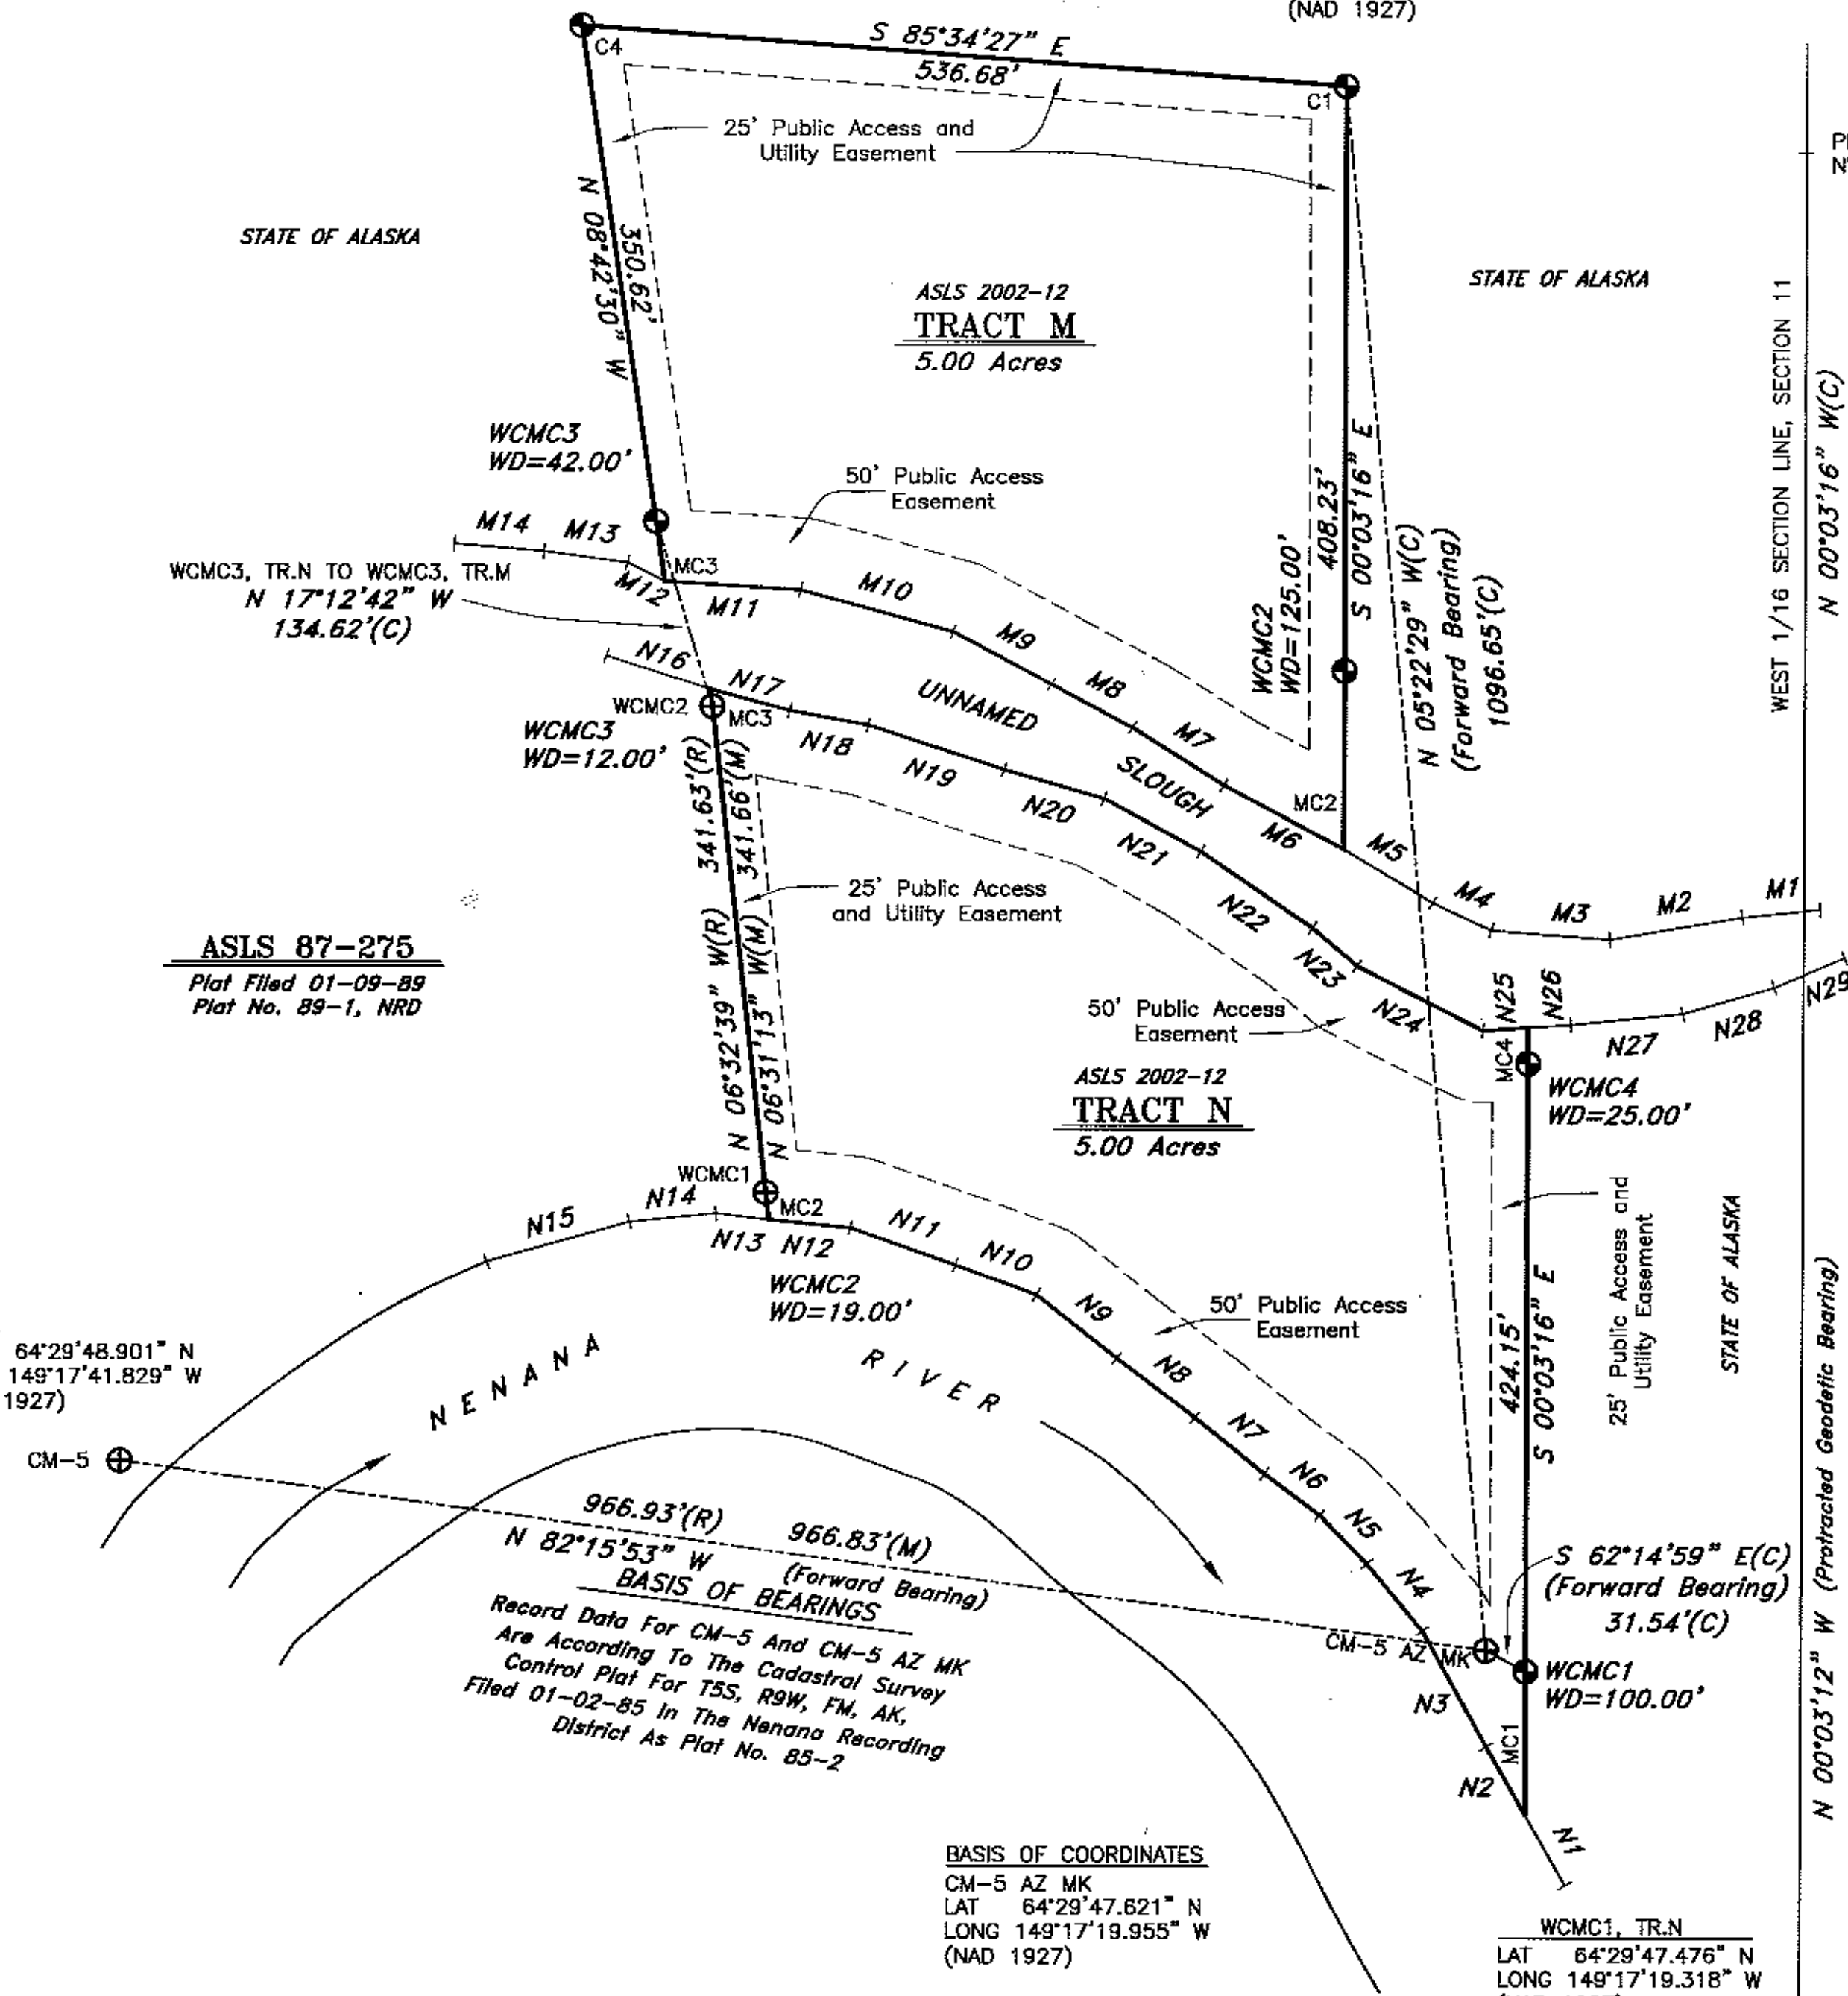 (NAD 1927)
C4
S 85°34'27" E
536.68'
C1
25' Public Access and
Utility Easement
N 08°42'30" W
350.62'
STATE OF ALASKA
ASLS 2002-12
TRACT M
5.00 Acres
STATE OF ALASKA
WEST 1/16 SECTION LINE, SECTION 11
N 00°03'16" W(C)
WCMC3
WD=42.00'
50' Public Access
Easement
408.23'
S 00°03'16" E
WCMC2
WD=125.00'
N 05°22'29" W(C)
(Forward Bearing)
1096.65'(C)
M14
M13
MC3
M12
M11
M10
M9
M8
M7
M6
MC2
M5
M4
M3
M2
M1
WCMC3, TR.N TO WCMC3, TR.M
N 17°12'42" W
134.62'(C)
UNNAMED
SLOUGH
N16
N17
WCMC2
MC3
WCMC3
WD=12.00'
N18
N19
N20
N21
N22
N23
N24
N25
N26
N27
N28
N29
341.63'(R)
341.66'(M)
N 06°32'39" W(R)
N 06°31'13" W(M)
25' Public Access
and Utility Easement
ASLS 87-275
Plat Filed 01-09-89
Plat No. 89-1, NRD
50' Public Access
Easement
MC4
WCMC4
WD=25.00'
ASLS 2002-12
TRACT N
5.00 Acres
WCMC1
MC2
N15
N14
N13
N12
N11
N10
WCMC2
WD=19.00'
N9
N8
N7
N6
N5
N4
N3
N2
N1
50' Public Access
Easement
424.15'
S 00°03'16" E
25' Public Access and
Utility Easement
STATE OF ALASKA
N 00°03'12" W (Protracted Geodetic Bearing)
64°29'48.901" N
149°17'41.829" W
1927)
NENANA
RIVER
CM-5
966.93'(R)
966.83'(M)
N 82°15'53" W
(Forward Bearing)
BASIS OF BEARINGS
Record Data For CM-5 And CM-5 AZ MK
Are According To The Cadastral Survey
Control Plat For T5S, R9W, FM, AK,
Filed 01-02-85 In The Nenana Recording
District As Plat No. 85-2
S 62°14'59" E(C)
(Forward Bearing)
31.54'(C)
CM-5 AZ MK
WCMC1
WD=100.00'
MC1
BASIS OF COORDINATES
CM-5 AZ MK
LAT 64°29'47.621" N
LONG 149°17'19.955" W
(NAD 1927)
WCMC1, TR.N
LAT 64°29'47.476" N
LONG 149°17'19.318" W